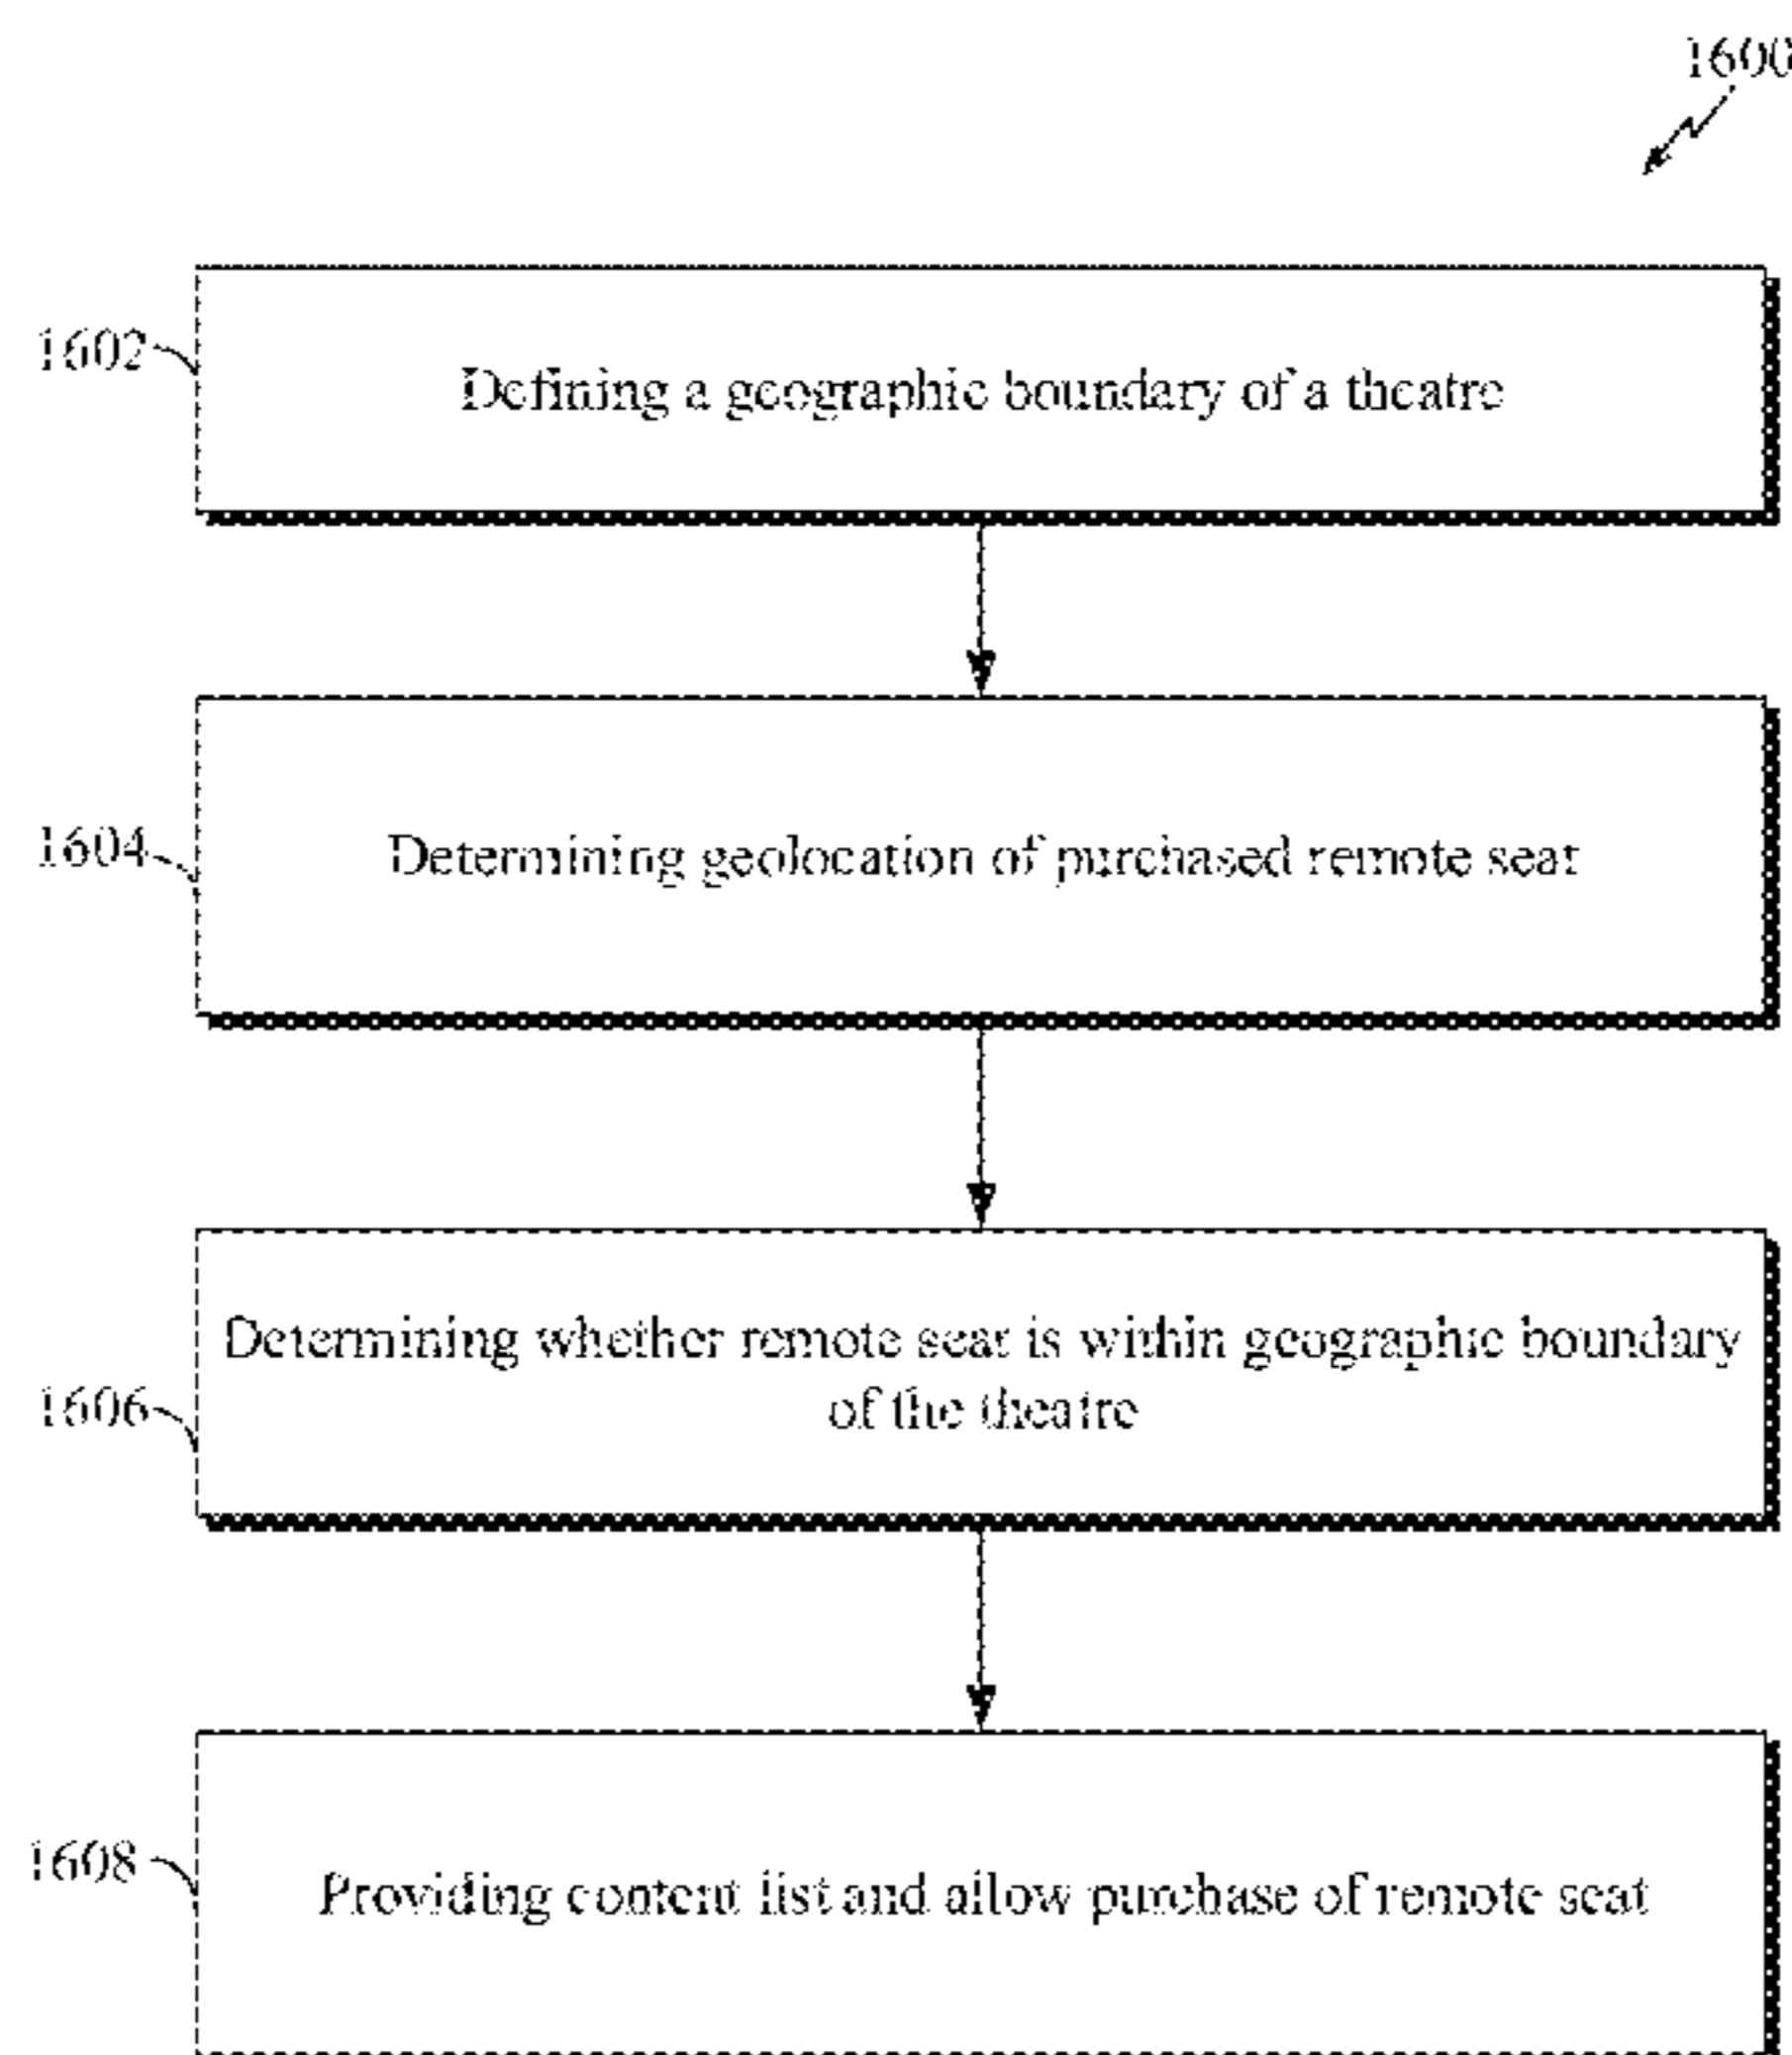 1600
1602
Defining a geographic boundary of a theatre
1604
Determining geolocation of purchased remote seat
Determining whether remote seat is within geographic boundary
of the theatre
1606
1608
Providing content list and allow purchase of remote seat